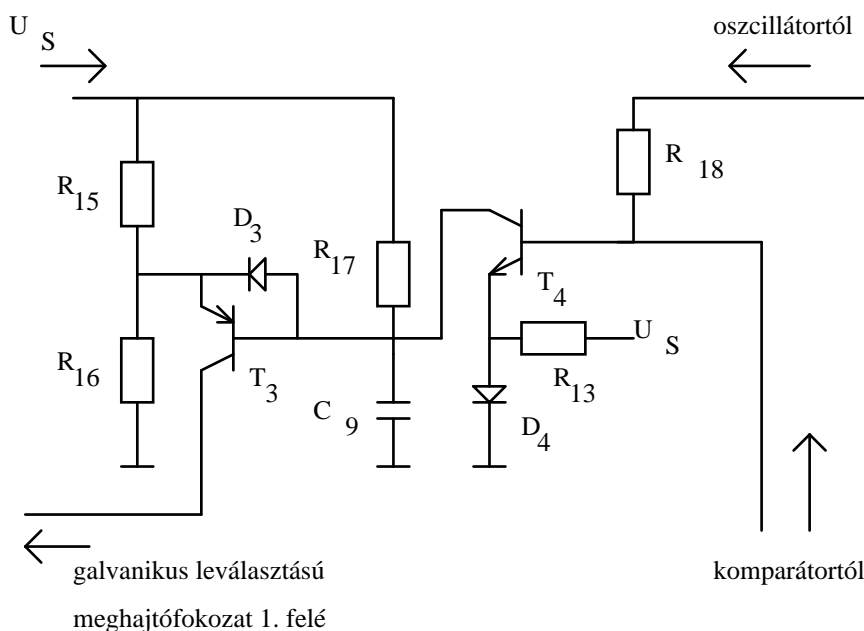 U S
oszcillátortól
R 18
R15
D3
R17
T4
U S
R16
T3
R13
C 9
D4
galvanikus leválasztású
komparátortól
meghajtófokozat 1. felé